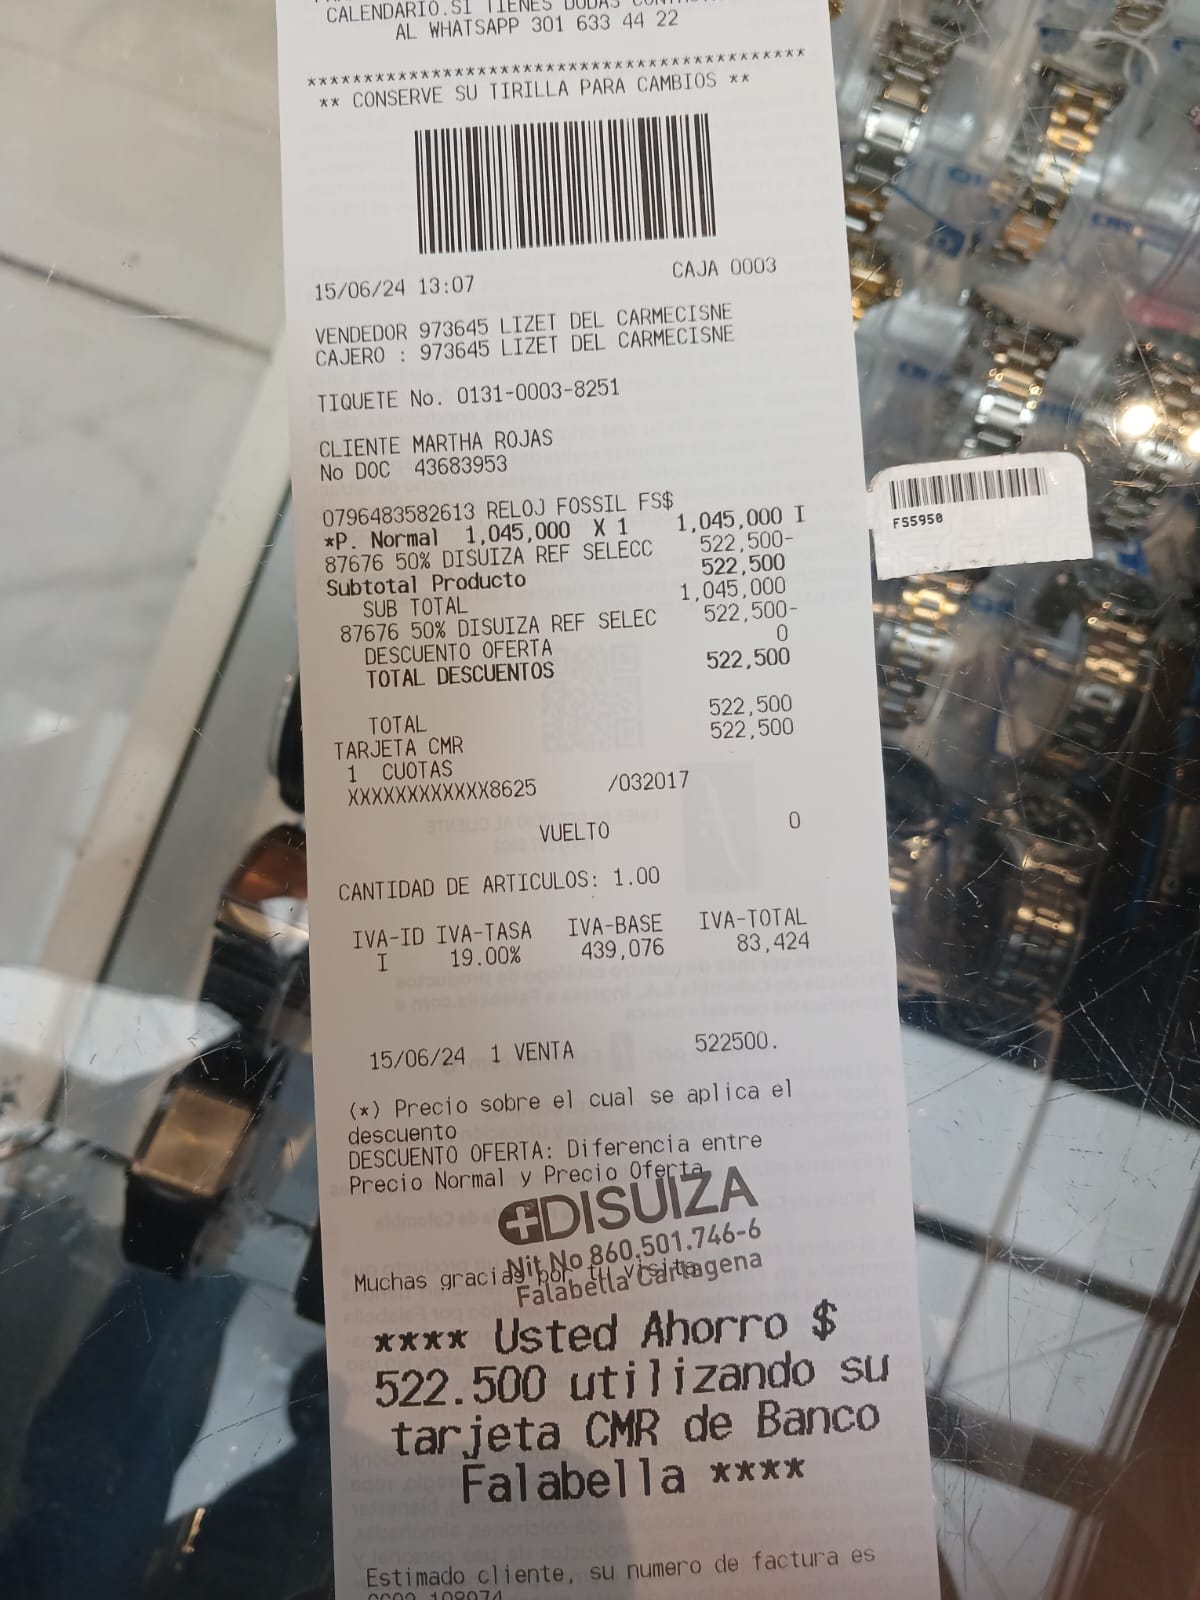 CALENDARIO.SI TIENES DUDAS
AL WHATSAPP 301 633 44 22
*******************************************
** CONSERVE SU TIRILLA PARA CAMBIOS **
15/06/24 13:07 CAJA 0003
VENDEDOR 973645 LIZET DEL CARMECISNE
CAJERO : 973645 LIZET DEL CARMECISNE
TIQUETE No. 0131-0003-8251
CLIENTE MARTHA ROJAS
No DOC 43683953
0796483582613 RELOJ FOSSIL FS$
*P. Normal 1,045,000 X 1 1,045,000 I
87676 50% DISUIZA REF SELECC 522,500-
Subtotal Producto 522,500
SUB TOTAL 1,045,000
87676 50% DISUIZA REF SELEC 522,500-
DESCUENTO OFERTA 0
TOTAL DESCUENTOS 522,500
TOTAL 522,500
TARJETA CMR 522,500
1 CUOTAS
XXXXXXXXXXXX8625 /032017
VUELTO 0
CANTIDAD DE ARTICULOS: 1.00
IVA-ID IVA-TASA IVA-BASE IVA-TOTAL
I 19.00% 439,076 83,424
15/06/24 1 VENTA 522500.
(*) Precio sobre el cual se aplica el
descuento
DESCUENTO OFERTA: Diferencia entre
Precio Normal y Precio Oferta
DISUIZA
Nit No 860.501.746-6
Falabella Cartagena
Muchas gracias por tu visita
**** Usted Ahorro $
522.500 utilizando su
tarjeta CMR de Banco
Falabella ****
Estimado cliente, su numero de factura es
FS5950